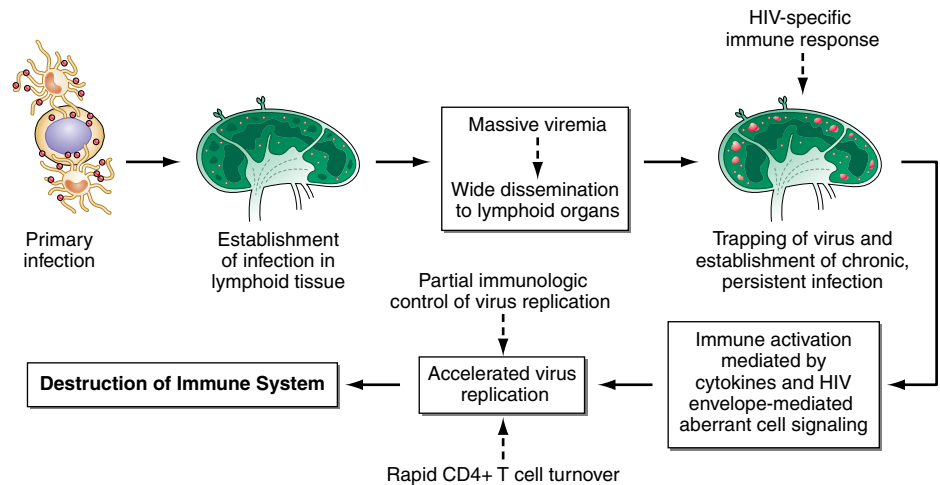 HIV-specific
immune response
Massive viremia
Wide dissemination
to lymphoid organs
Primary
infection
Establishment
of infection in
lymphoid tissue
Trapping of virus and
establishment of chronic,
persistent infection
Partial immunologic
control of virus replication
Immune activation
mediated by
cytokines and HIV
envelope-mediated
aberrant cell signaling
Accelerated virus
replication
Destruction of Immune System
Rapid CD4+ T cell turnover